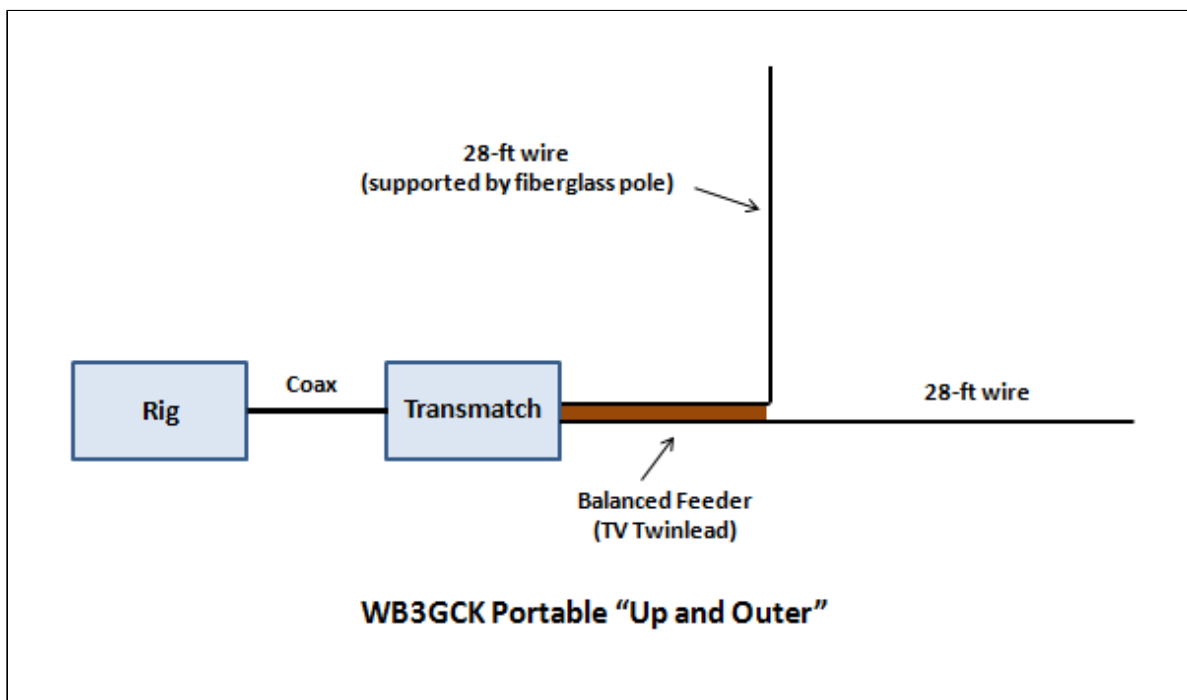 28-ft wire
(supported by fiberglass pole)
Rig
Coax
Transmatch
28-ft wire
Balanced Feeder
(TV Twinlead)
WB3GCK Portable “Up and Outer”